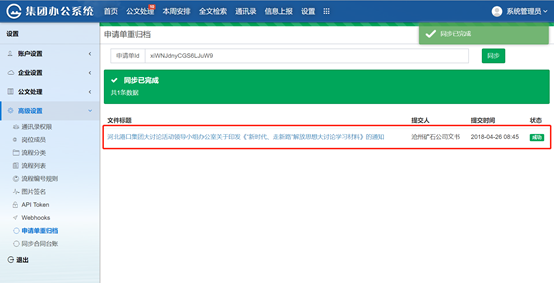 集团办公系统 首页 公文处理 本周安排 全文检索 通讯录 信息上报 设置 系统管理员
设置
申请单重归档
同步已完成
账户设置
企业设置
公文处理
高级设置
通讯录权限
岗位成员
流程分类
流程列表
流程编号规则
图片签名
API Token
Webhooks
申请单重归档
同步合同台账
退出
申请单Id xiWNJdnyCGS6LJuW9 同步
同步已完成
共1条数据
文件标题 提交人 提交时间 状态
河北港口集团大讨论活动领导小组办公室关于印发《“新时代、走新路”解放思想大讨论学习材料》的通知 沧州矿石公司文书 2018-04-26 08:45 成功